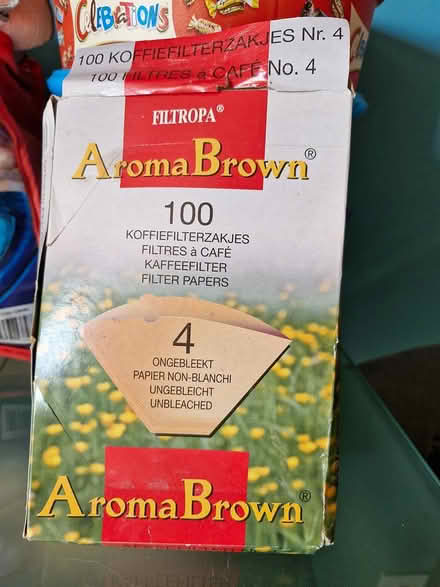 CELEBRATIONS
100 KOFFIEFILTERZAKJES Nr. 4
100 FILTRES à CAFÉ No. 4
FILTROPA®
AromaBrown®
100
KOFFIEFILTERZAKJES
FILTRES à CAFÉ
KAFFEEFILTER
FILTER PAPERS
4
ONGEBLEEKT
PAPIER NON-BLANCHI
UNGEBLEICHT
UNBLEACHED
AromaBrown®